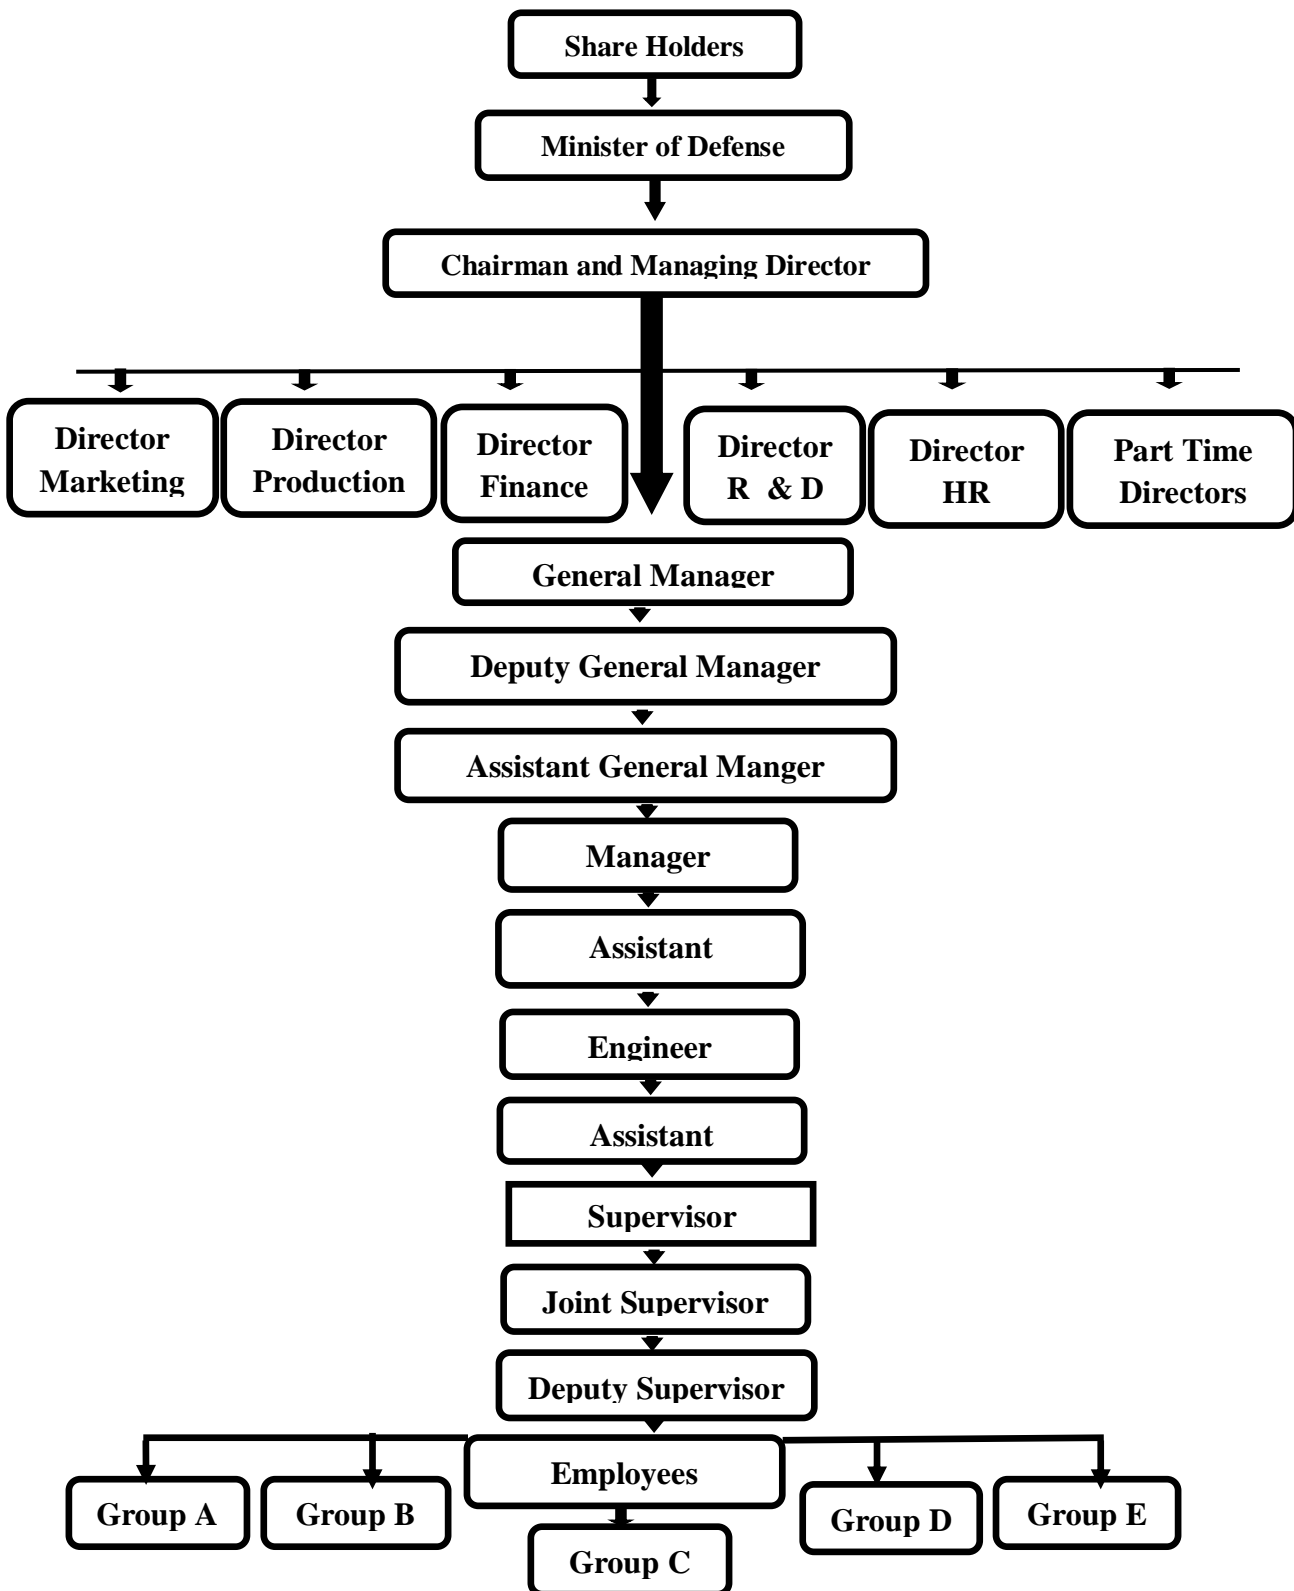 Share Holders
Minister of Defense
Chairman and Managing Director
Director
Marketing
Director
Production
Director
Finance
Director
R & D
Director
HR
Part Time
Directors
General Manager
Deputy General Manager
Assistant General Manger
Manager
Assistant
Engineer
Assistant
Supervisor
Joint Supervisor
Deputy Supervisor
Employees
Group A
Group B
Group C
Group D
Group E